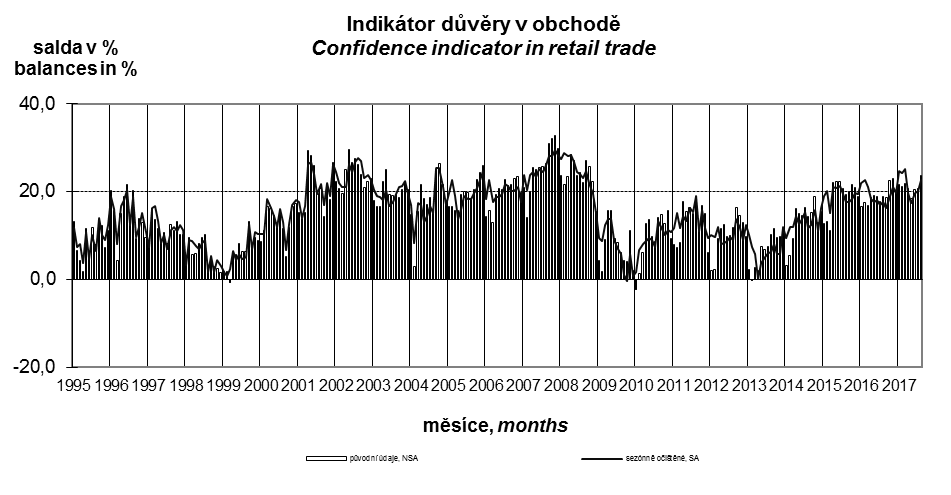 Indikátor důvěry v obchodě
Confidence indicator in retail trade
salda v %
balances in %
40,0
20,0
0,0
-20,0
1995 1996 1997 1998 1999 2000 2001 2002 2003 2004 2005 2006 2007 2008 2009 2010 2011 2012 2013 2014 2015 2016 2017
měsíce, months
původní údaje, NSA
sezónně očištěné, SA